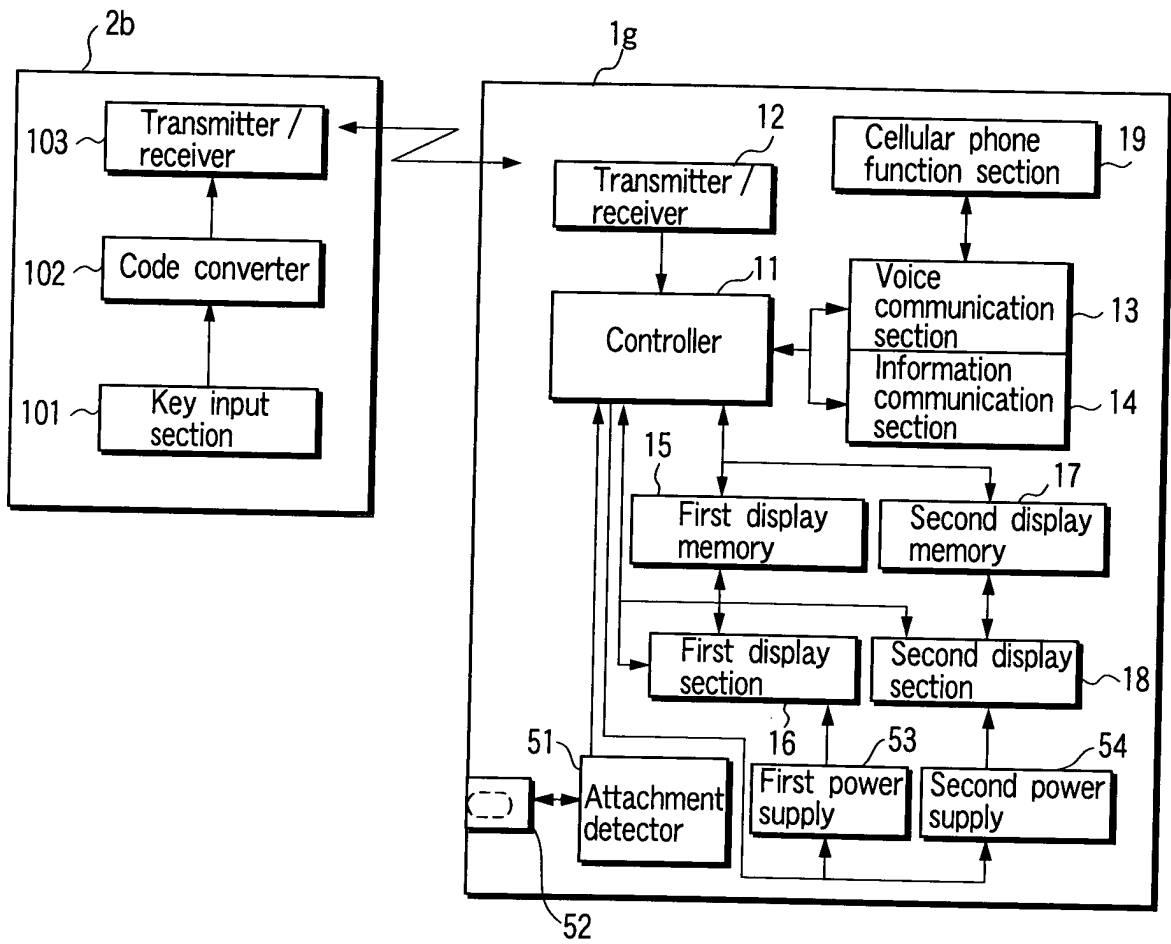 2b
103
Transmitter /
receiver
102
Code converter
101
Key input
section
1g
12
Transmitter /
receiver
Cellular phone
function section
19
11
Controller
Voice
communication
section
13
Information
communication
section
14
15
First display
memory
17
Second display
memory
First display
section
16
Second display
section
18
51
Attachment
detector
52
53
First power
supply
54
Second power
supply